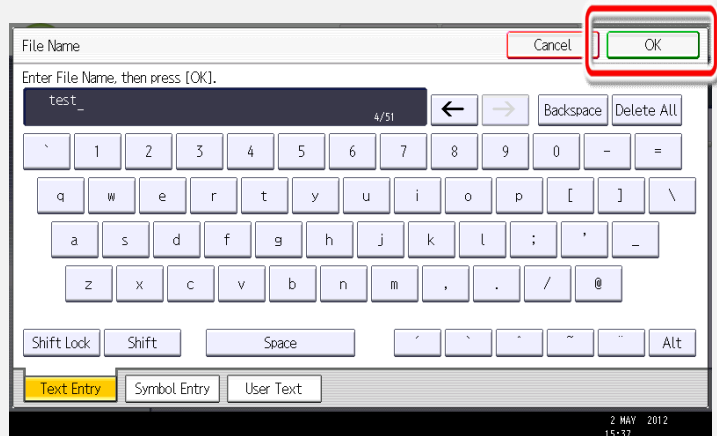 File Name Cancel OK
Enter File Name, then press [OK].
test_
4/51 ← → Backspace Delete All
` 1 2 3 4 5 6 7 8 9 0 - =
q w e r t y u i o p [ ] \
a s d f g h j k l ; ' _
z x c v b n m , . / @
Shift Lock Shift Space ´ ` ^ ~ ¨ Alt
Text Entry Symbol Entry User Text
2 MAY 2012
15:37